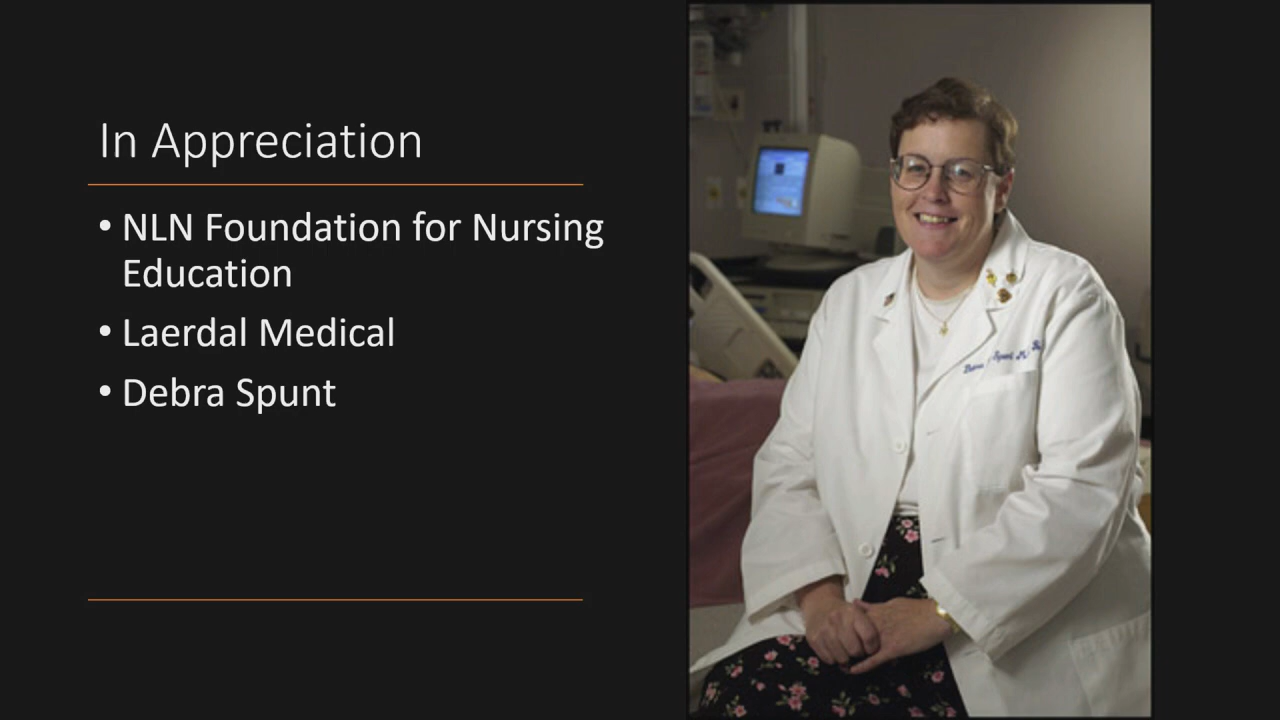 In Appreciation
• NLN Foundation for Nursing
Education
• Laerdal Medical
• Debra Spunt